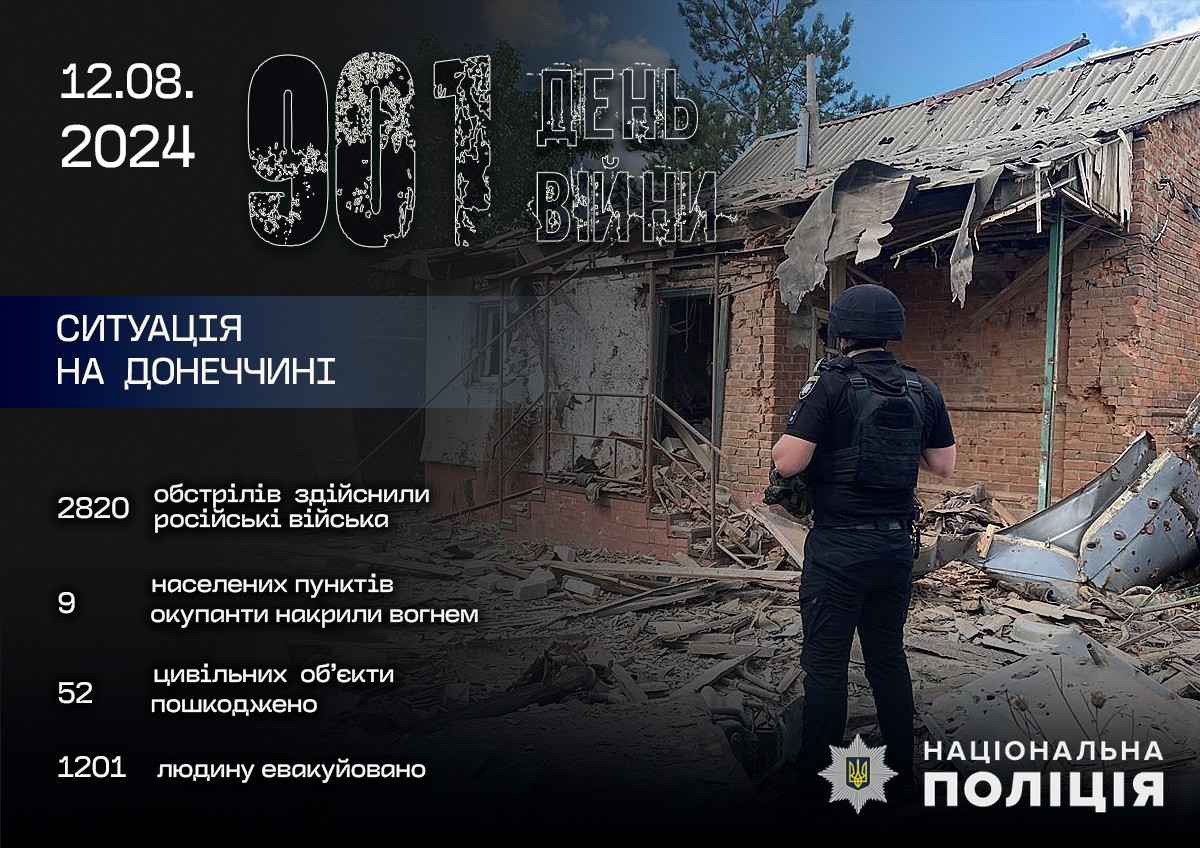 12.08.
2024
901
ДЕНЬ
ВІЙНИ
СИТУАЦІЯ
НА ДОНЕЧЧИНІ
2820 обстрілів здійснили
російські війська
9 населених пунктів
окупанти накрили вогнем
52 цивільних об'єкти
пошкоджено
1201 людину евакуйовано
НАЦІОНАЛЬНА
ПОЛІЦІЯ